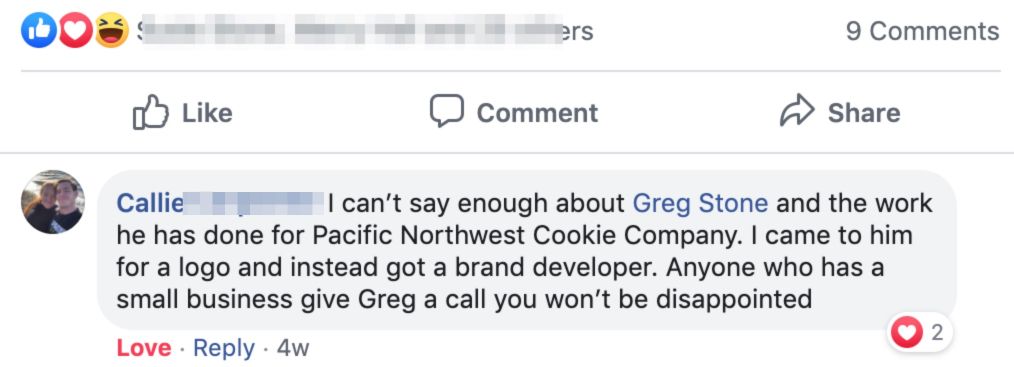 ers
9 Comments
Like
Comment
Share
Callie I can't say enough about Greg Stone and the work
he has done for Pacific Northwest Cookie Company. I came to him
for a logo and instead got a brand developer. Anyone who has a
small business give Greg a call you won't be disappointed
2
Love · Reply · 4w